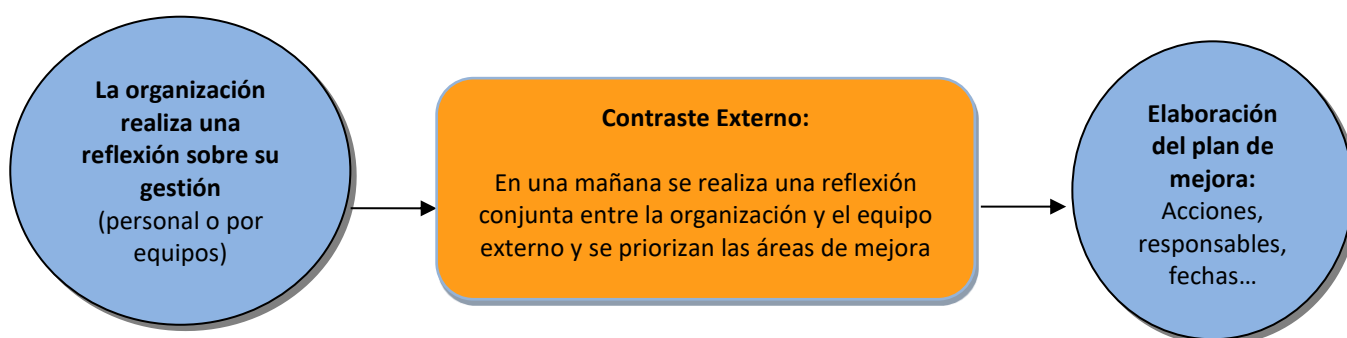 La organización
realiza una
reflexión sobre su
gestión
(personal o por
equipos)
Contraste Externo:
En una mañana se realiza una reflexión
conjunta entre la organización y el equipo
externo y se priorizan las áreas de mejora
Elaboración
del plan de
mejora:
Acciones,
responsables,
fechas…